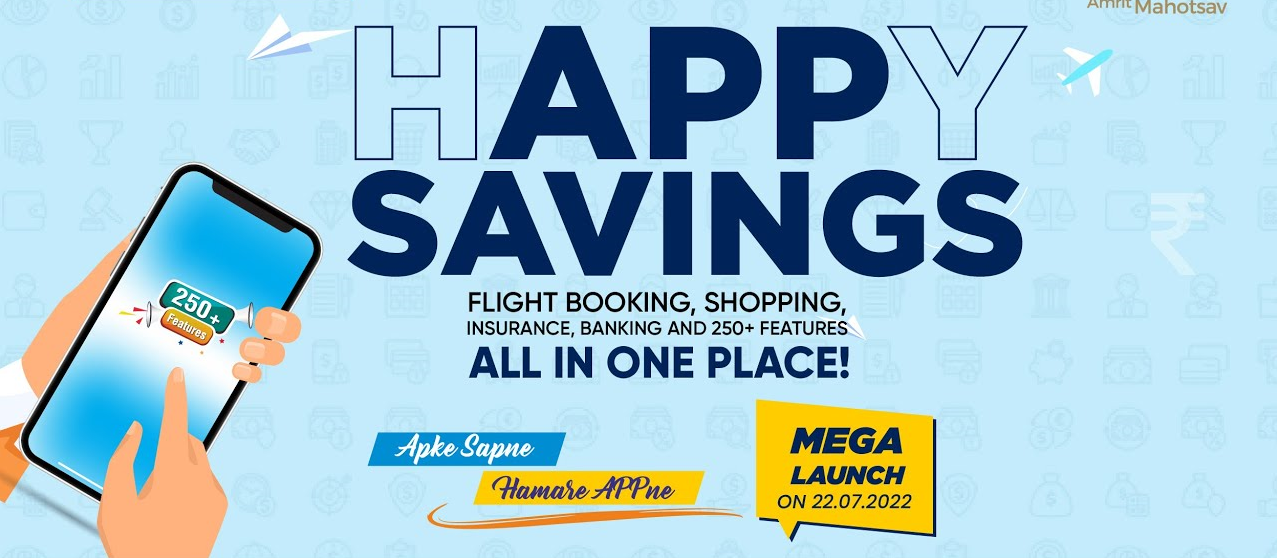 Amrit Mahotsav
HAPPY
SAVINGS
FLIGHT BOOKING, SHOPPING,
INSURANCE, BANKING AND 250+ FEATURES
ALL IN ONE PLACE!
250+
Features
Apke Sapne
Hamare APPne
MEGA
LAUNCH
ON 22.07.2022